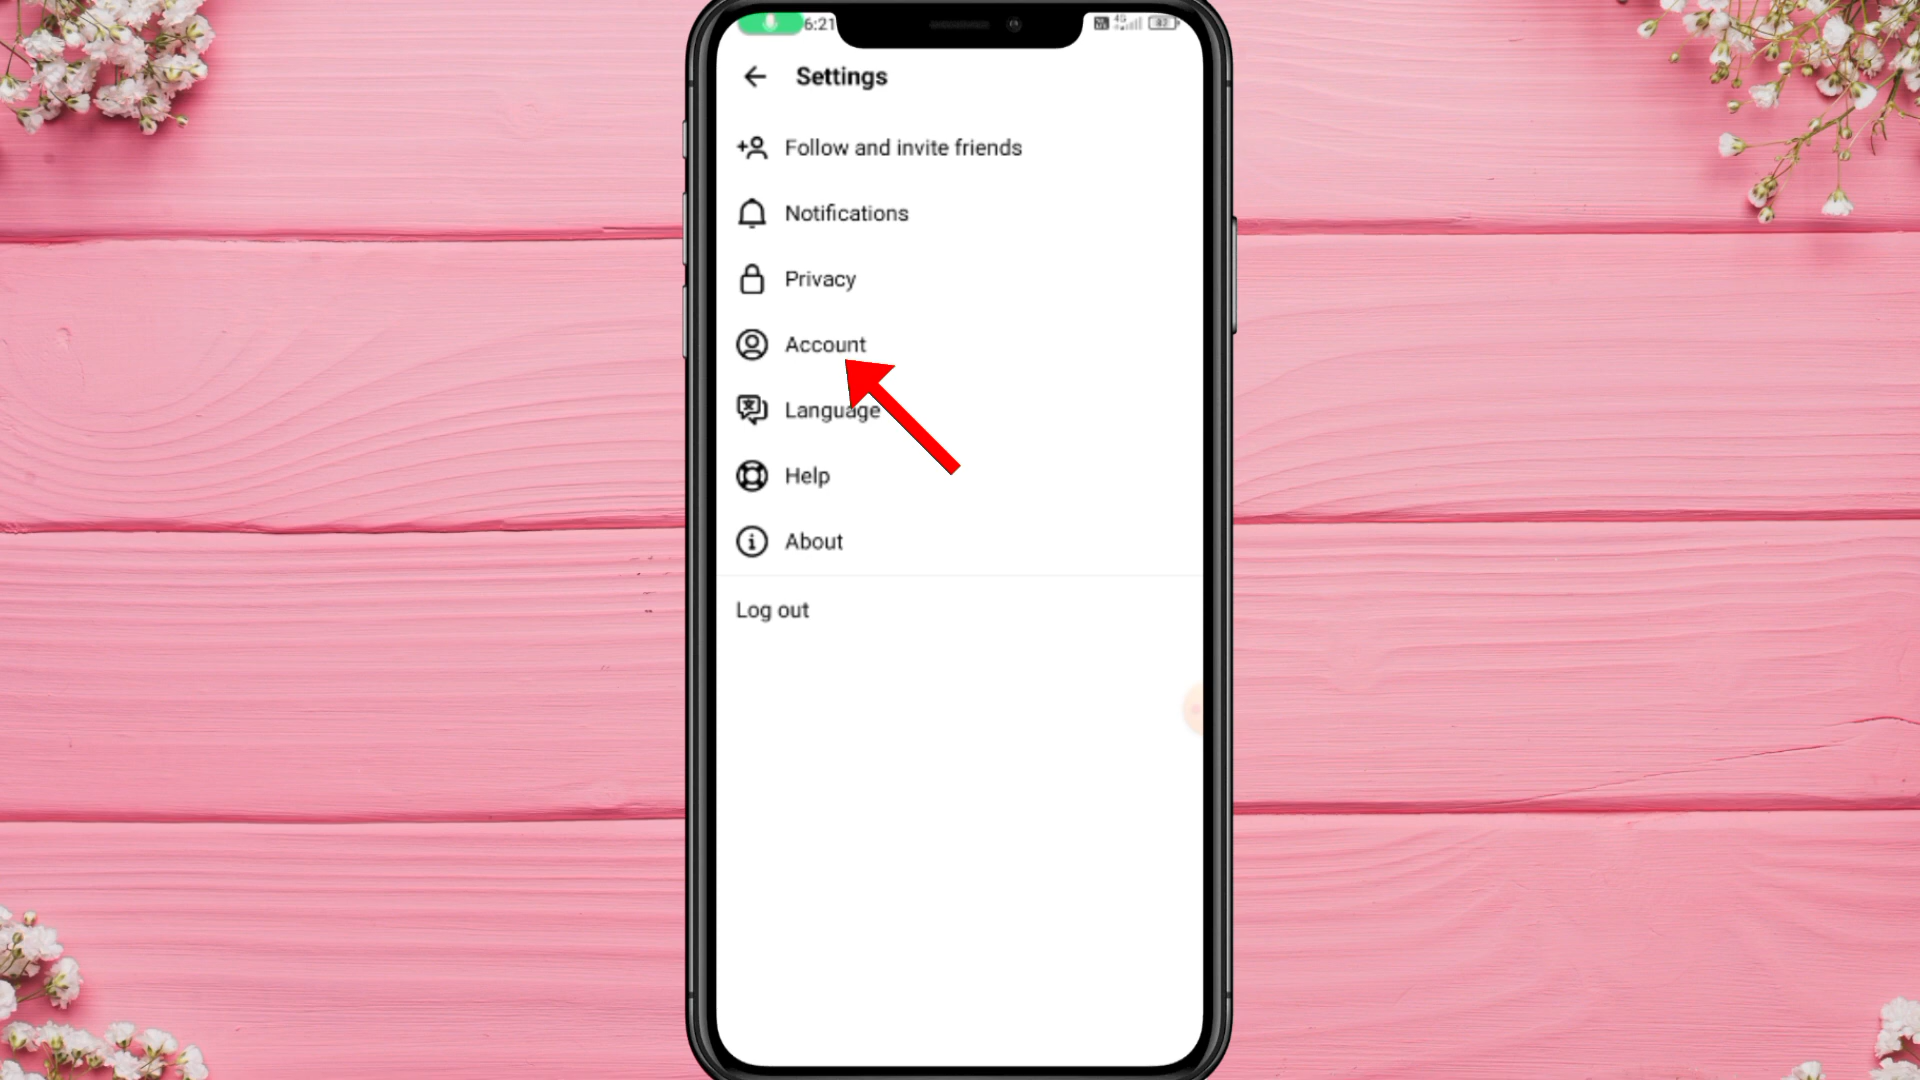 6:21
Settings
Follow and invite friends
Notifications
Privacy
Account
Language
Help
About
Log out